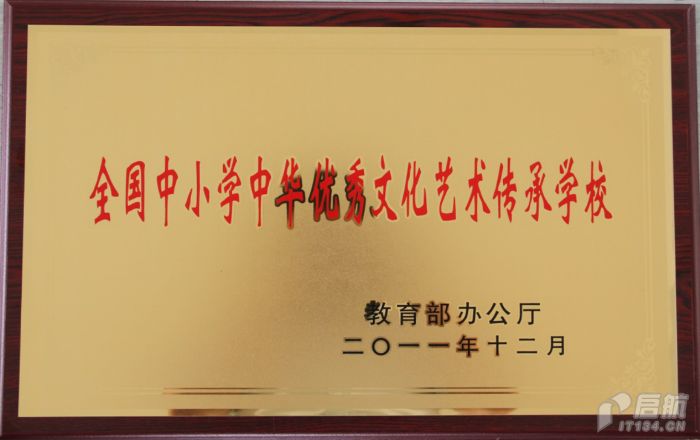 全国中小学中华优秀文化艺术传承学校
教育部办公厅
二〇一一年十二月
启航
IT134.CN